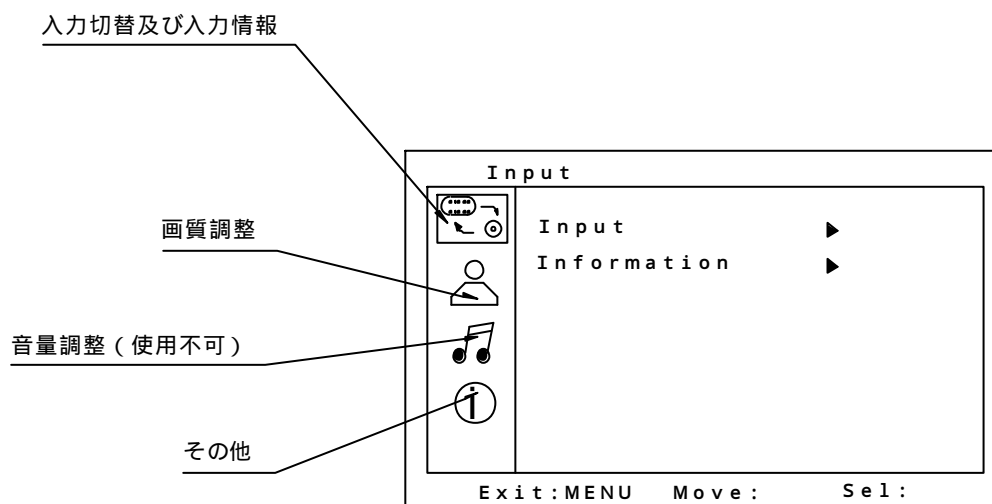 入力切替及び入力情報
Input
画質調整
Input
Information
音量調整(使用不可)
i
その他
Exit:MENU Move: Sel: